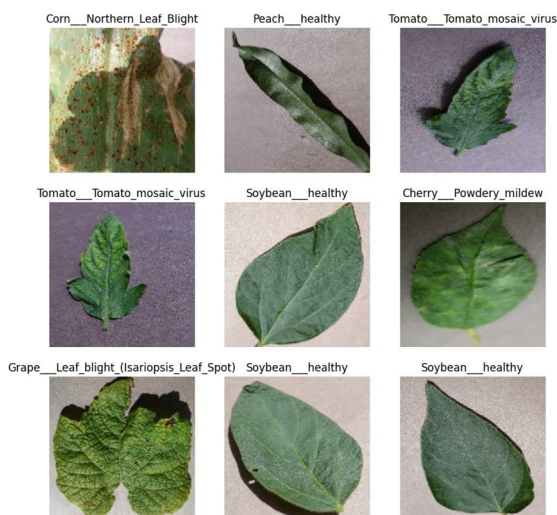 Corn___Northern_Leaf_Blight
Peach___healthy
Tomato___Tomato_mosaic_virus
Tomato___Tomato_mosaic_virus
Soybean___healthy
Cherry___Powdery_mildew
Grape___Leaf_blight_(Isariopsis_Leaf_Spot)
Soybean___healthy
Soybean___healthy